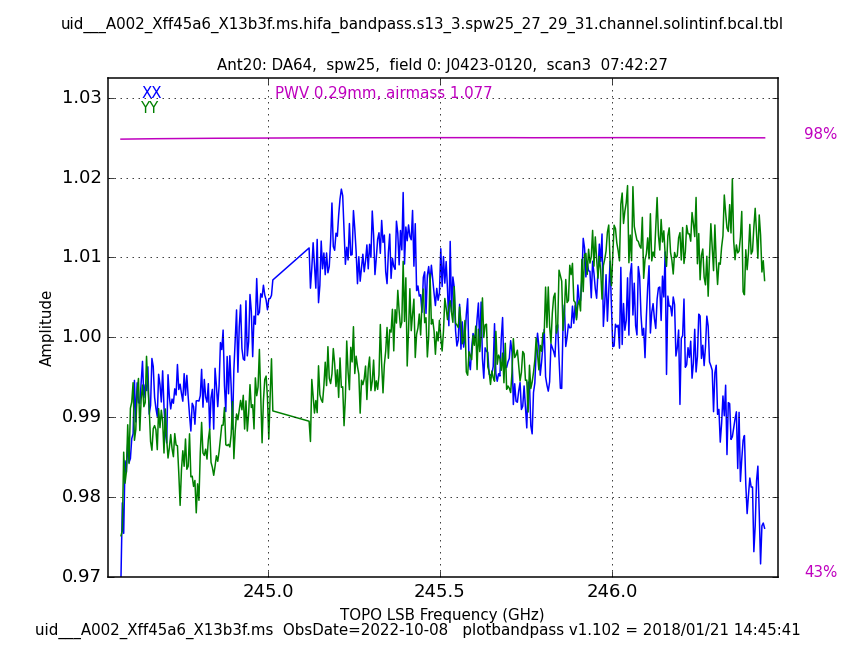 uid___A002_Xff45a6_X13b3f.ms.hifa_bandpass.s13_3.spw25_27_29_31.channel.solintinf.bcal.tbl
Ant20: DA64,  spw25,  field 0: J0423-0120,  scan3  07:42:27
XX
YY
PWV 0.29mm, airmass 1.077
98%
43%
1.03
1.02
1.01
1.00
0.99
0.98
0.97
Amplitude
245.0 245.5 246.0
TOPO LSB Frequency (GHz)
uid___A002_Xff45a6_X13b3f.ms  ObsDate=2022-10-08   plotbandpass v1.102 = 2018/01/21 14:45:41